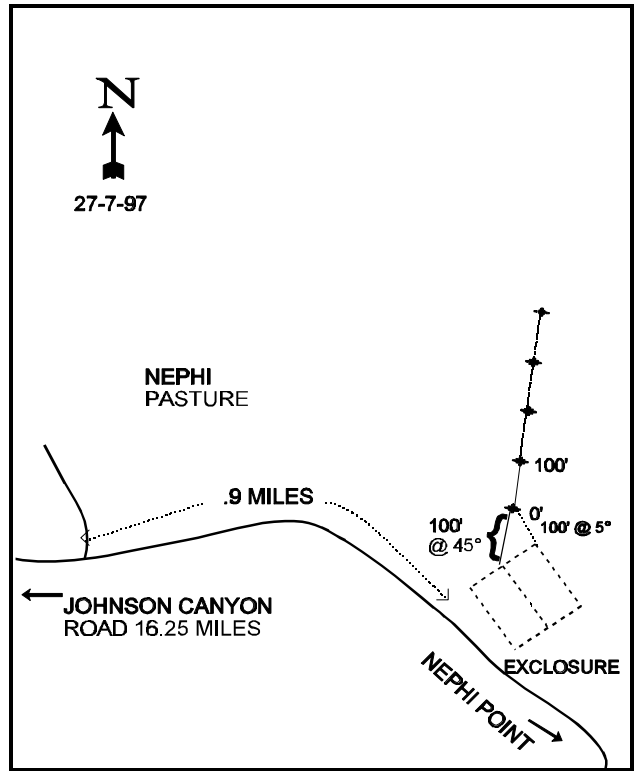 N
27-7-97
NEPHI
PASTURE
100'
.9 MILES
0'
100' @ 5°
100'
@ 45°
JOHNSON CANYON
ROAD 16.25 MILES
EXCLOSURE
NEPHI POINT